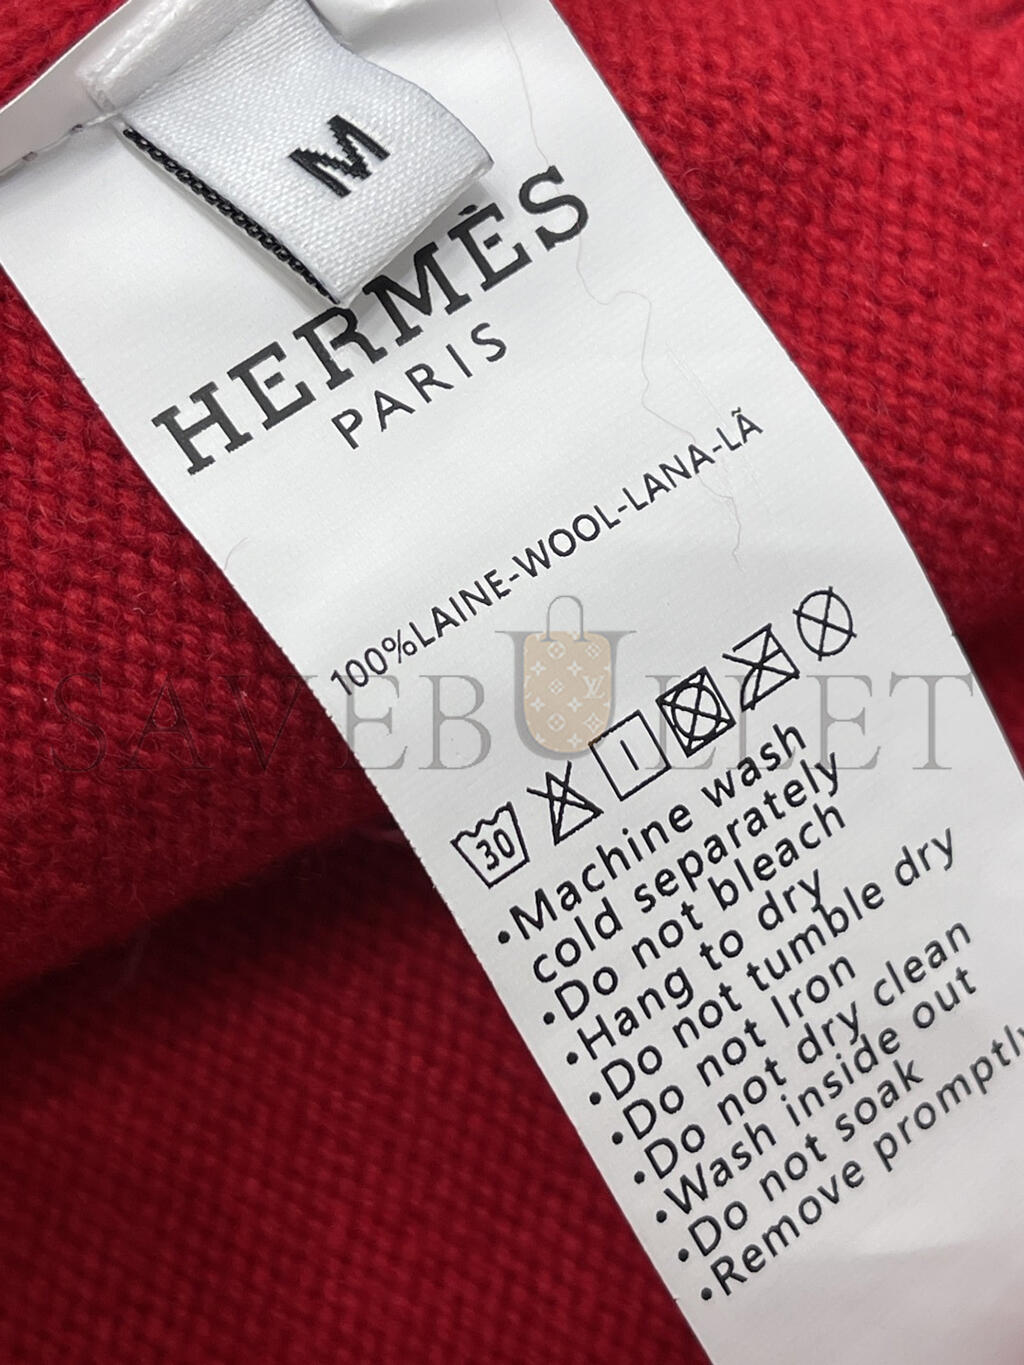 M
HERMÈS
PARIS
100%LAINE-WOOL-LANA-LÃ
SAVEBULLET
30
•Machine wash
cold separately
•Do not bleach
•Hang to dry
•Do not tumble dry
•Do not Iron
•Do not dry clean
•Wash inside out
•Do not soak
•Remove promptly